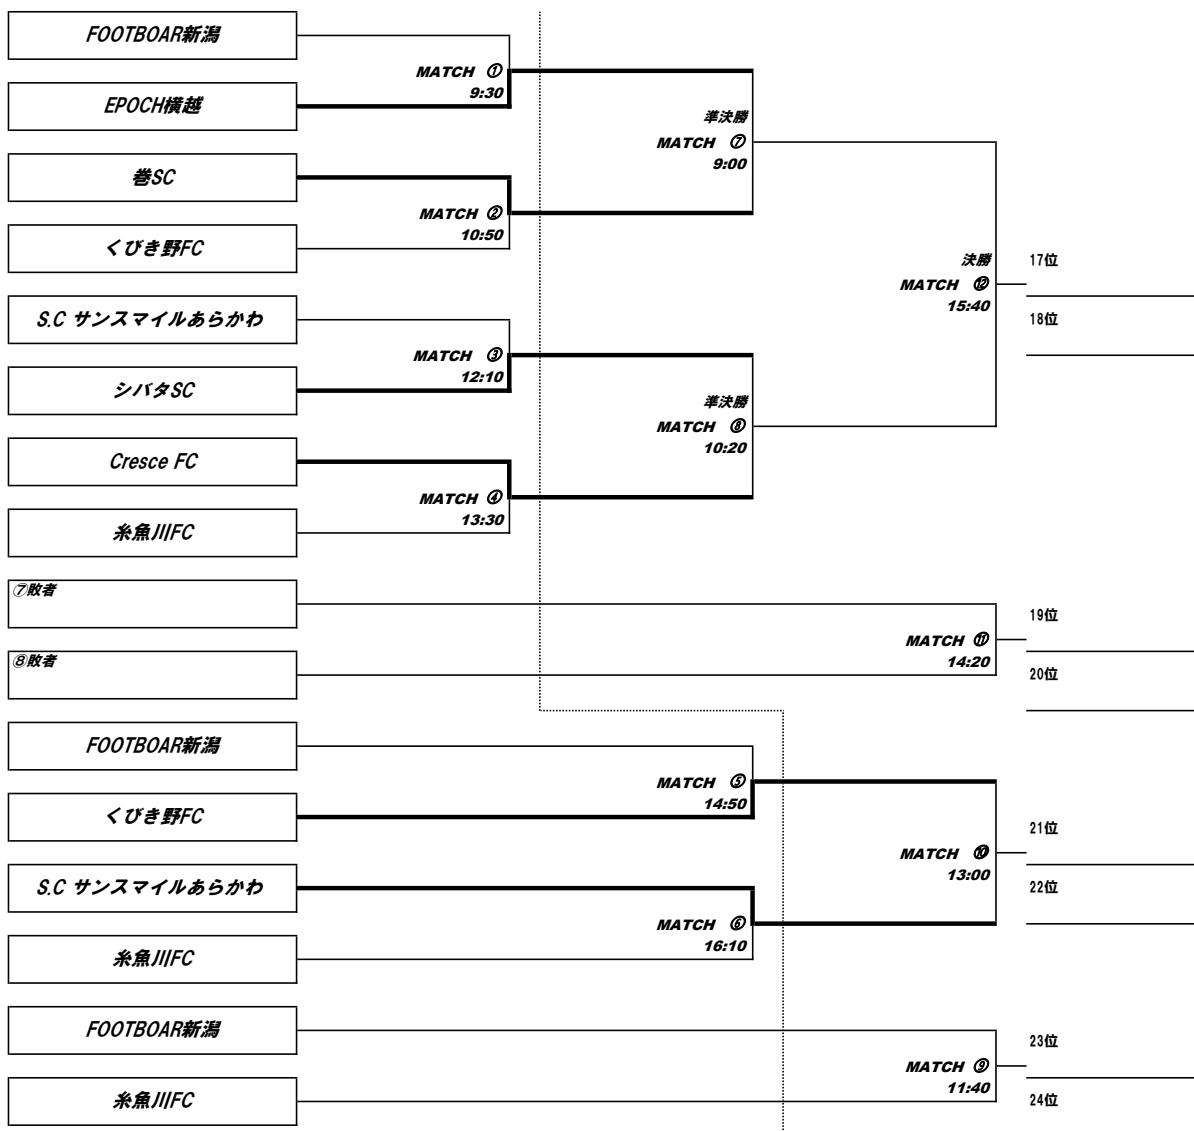 FOOTBOAR新潟
MATCH ①
9:30
EPOCH横越
準決勝
MATCH ⑦
9:00
巻SC
MATCH ②
10:50
くびき野FC
決勝
MATCH ⑫
15:40
17位
18位
S.C サンスマイルあらかわ
MATCH ③
12:10
シバタSC
準決勝
MATCH ⑧
10:20
Cresce FC
MATCH ④
13:30
糸魚川FC
⑦敗者
MATCH ⑪
14:20
19位
20位
⑧敗者
FOOTBOAR新潟
MATCH ⑤
14:50
くびき野FC
MATCH ⑩
13:00
21位
22位
S.C サンスマイルあらかわ
MATCH ⑥
16:10
糸魚川FC
FOOTBOAR新潟
MATCH ⑨
11:40
23位
24位
糸魚川FC